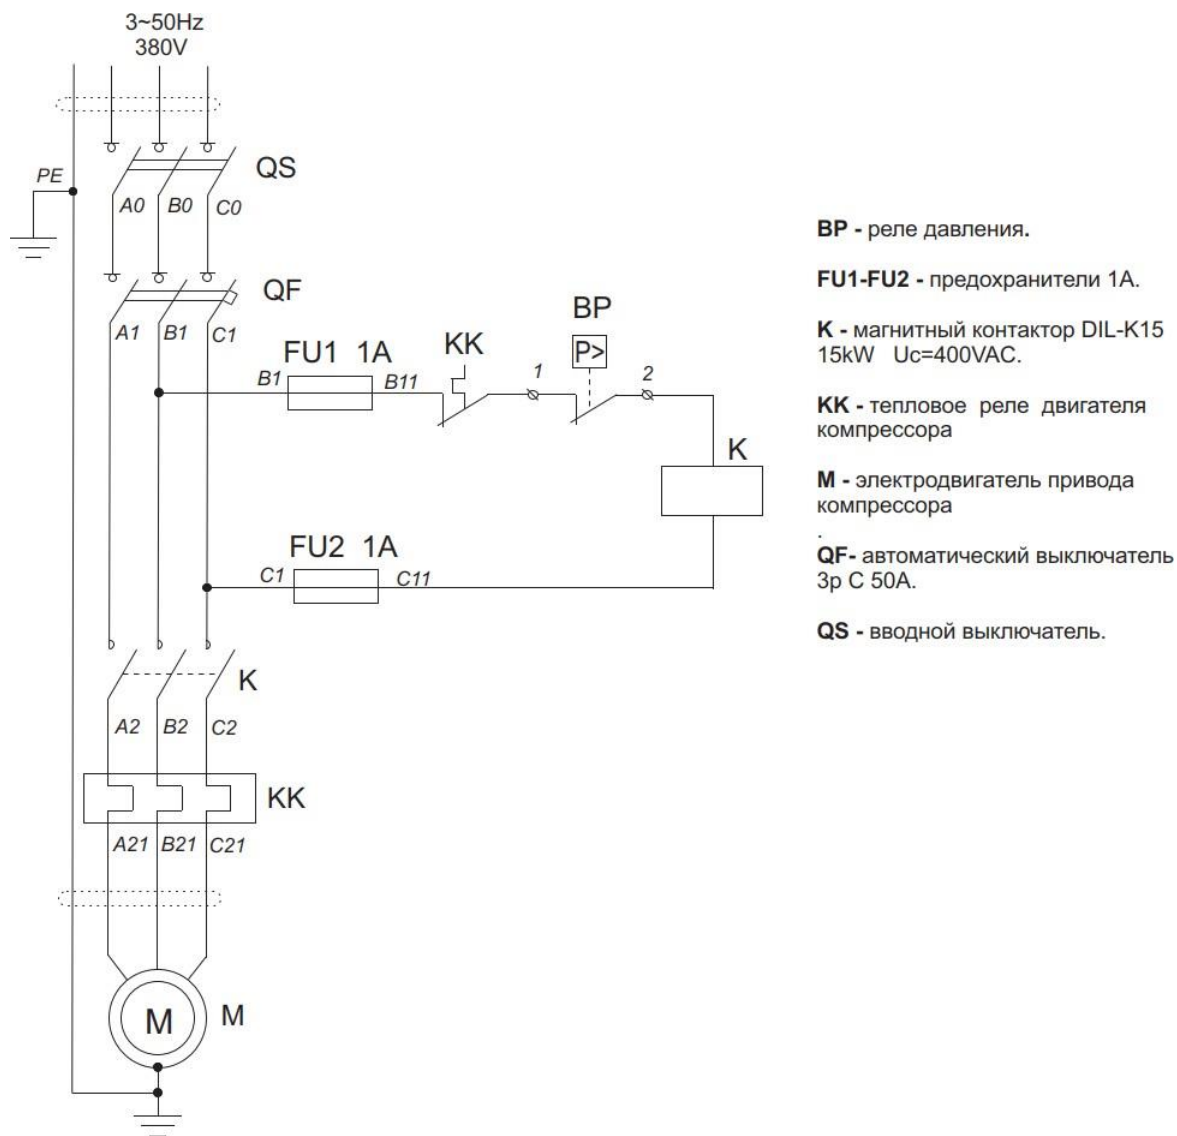 3~50Hz
380V
QS
PE
A0 B0 C0
QF
A1 B1 C1
BP
P>
FU1 1A
KK
B1 B11
1 2
K
FU2 1A
C1 C11
K
A2 B2 C2
KK
A21 B21 C21
M M
BP - реле давления.
FU1-FU2 - предохранители 1А.
K - магнитный контактор DIL-K15
15kW Uc=400VAC.
KK - тепловое реле двигателя
компрессора
M - электродвигатель привода
компрессора
.
QF- автоматический выключатель
3р С 50А.
QS - вводной выключатель.